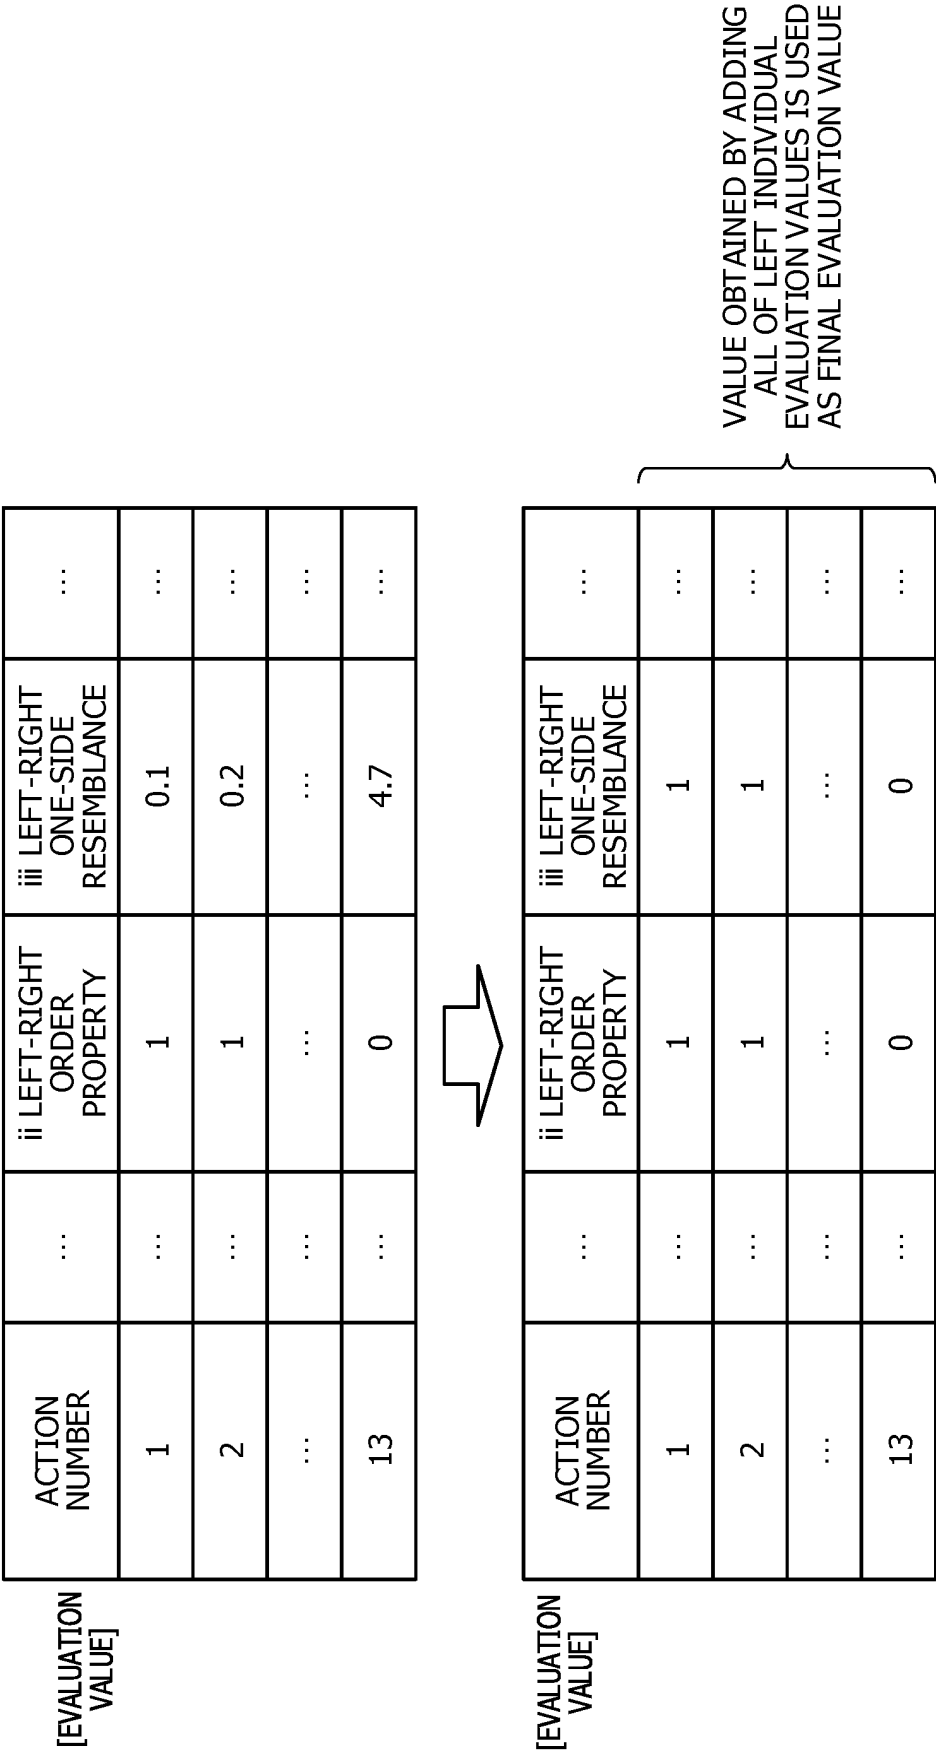 [EVALUATION
VALUE]
ACTION
NUMBER
…
ii LEFT-RIGHT
ORDER
PROPERTY
iii LEFT-RIGHT
ONE-SIDE
RESEMBLANCE
…
1
…
1
0.1
…
2
…
1
0.2
…
…
…
…
…
…
13
…
0
4.7
…
[EVALUATION
VALUE]
ACTION
NUMBER
…
ii LEFT-RIGHT
ORDER
PROPERTY
iii LEFT-RIGHT
ONE-SIDE
RESEMBLANCE
…
1
…
1
1
…
2
…
1
1
…
…
…
…
…
…
13
…
0
0
…
VALUE OBTAINED BY ADDING
ALL OF LEFT INDIVIDUAL
EVALUATION VALUES IS USED
AS FINAL EVALUATION VALUE